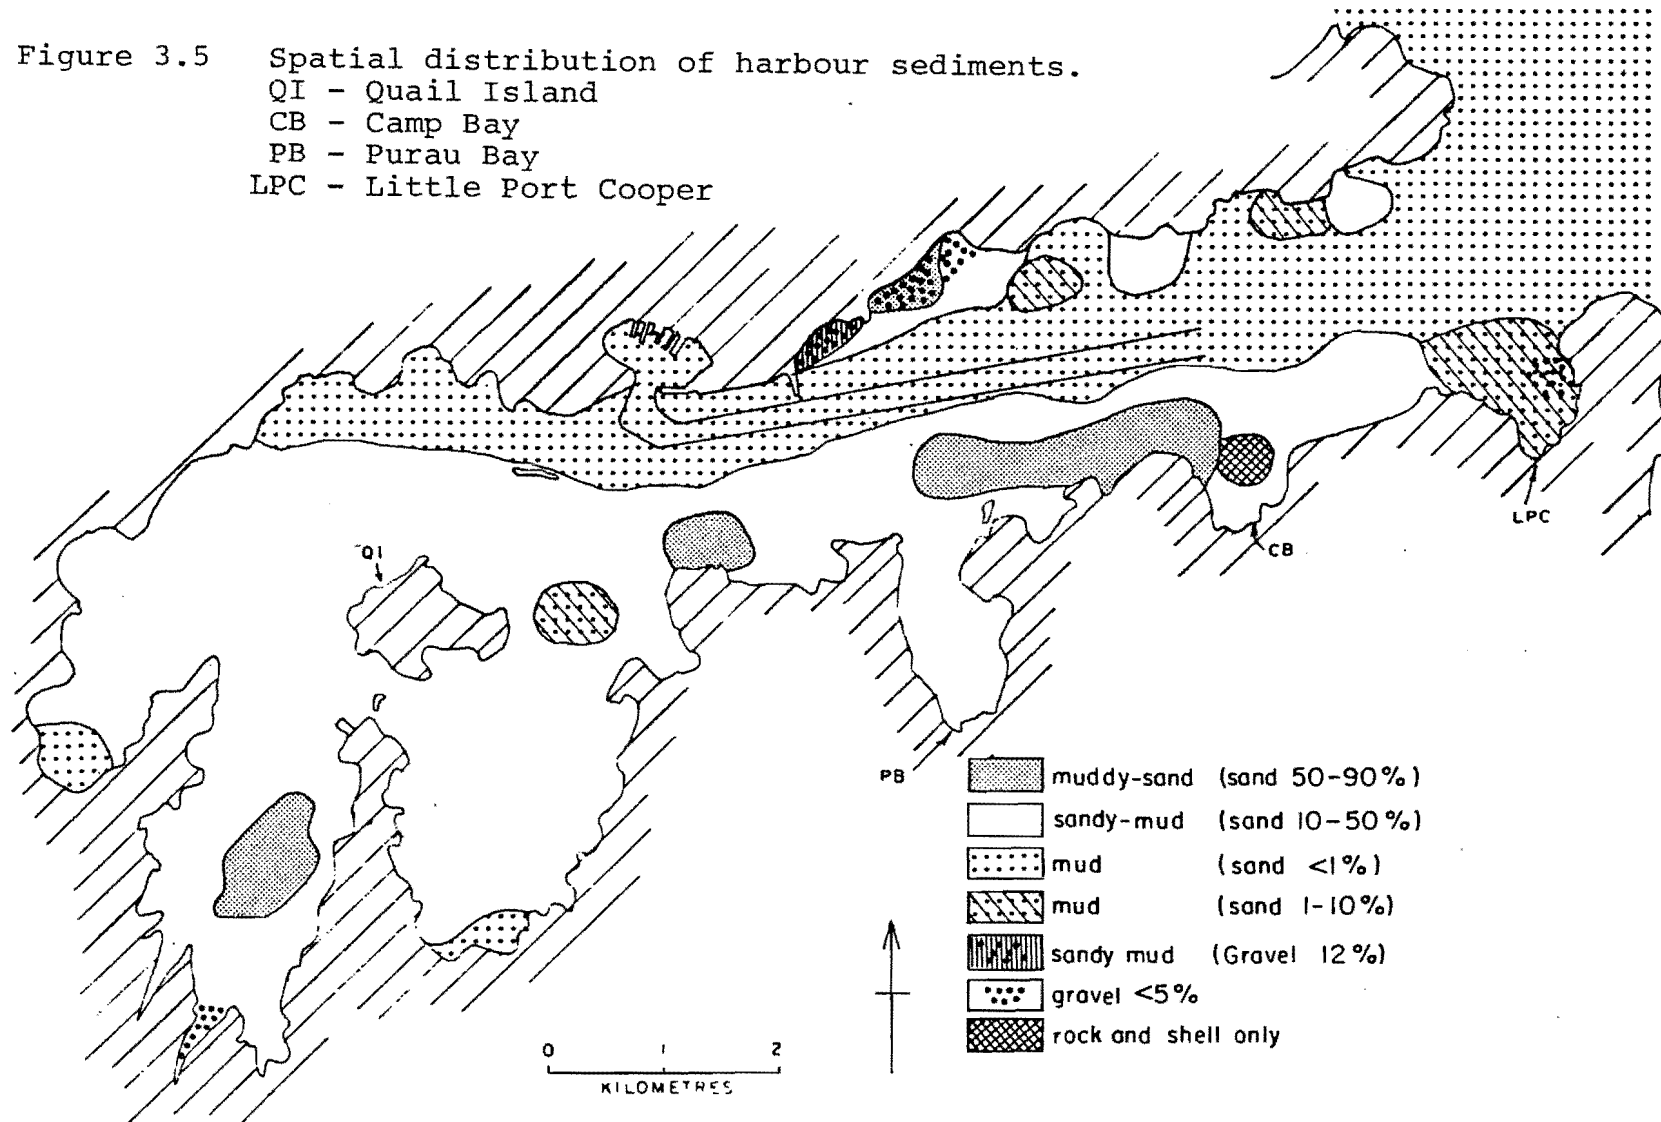 Figure 3.5 Spatial distribution of harbour sediments.
QI - Quail Island
CB - Camp Bay
PB - Purau Bay
LPC - Little Port Cooper
QI
LPC
CB
PB
muddy-sand (sand 50-90%)
sandy-mud (sand 10-50%)
mud (sand <1%)
mud (sand 1-10%)
sandy mud (Gravel 12%)
gravel <5%
rock and shell only
0 1 2
KILOMETRES